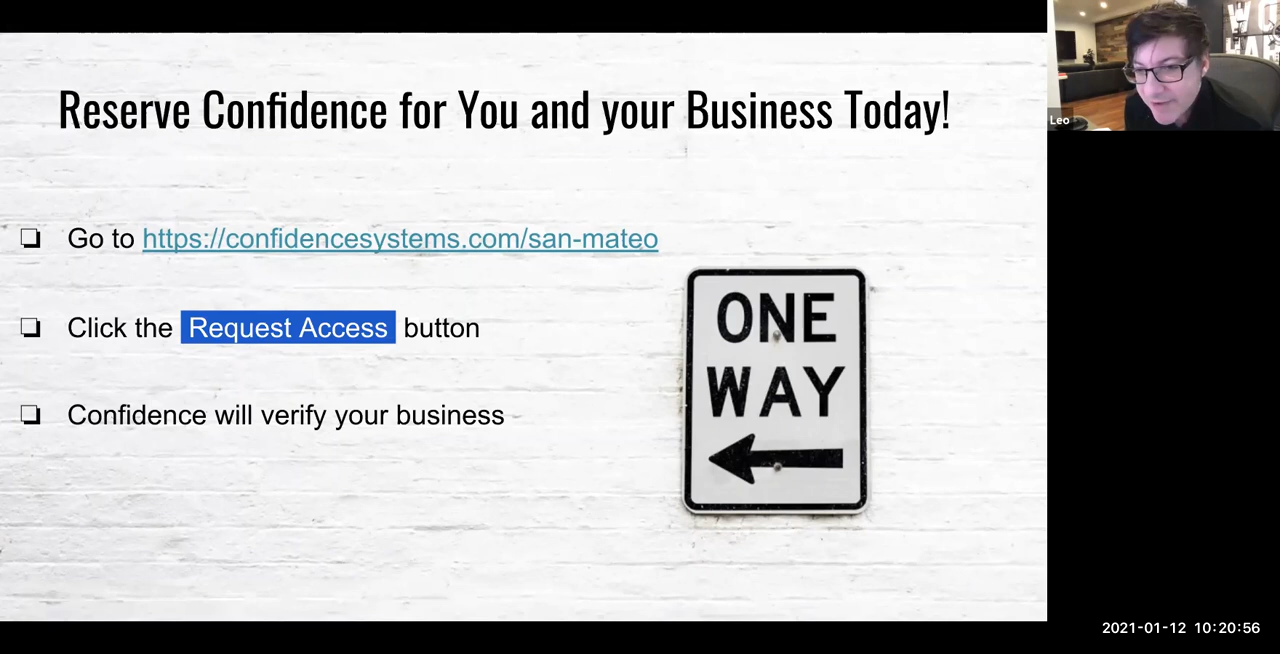 Reserve Confidence for You and your Business Today!
Go to https://confidencesystems.com/san-mateo
Click the Request Access button
Confidence will verify your business
ONE
WAY
Leo
2021-01-12 10:20:56